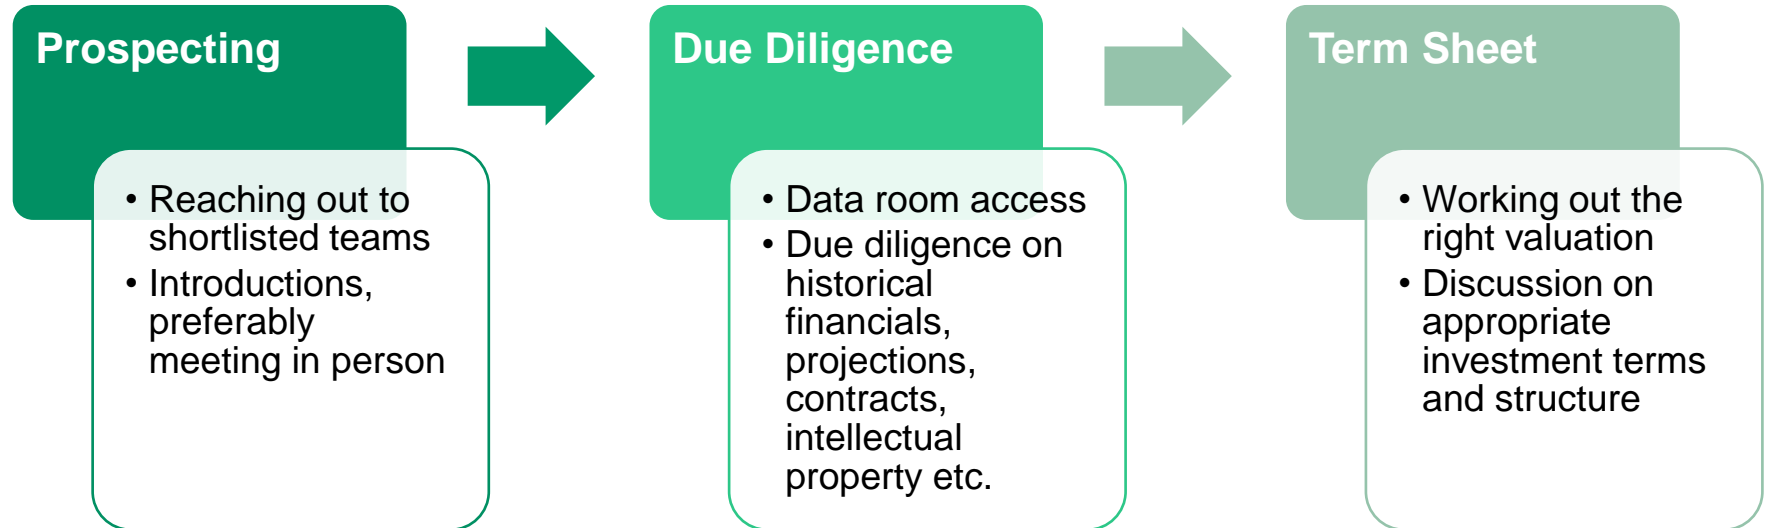 Prospecting
• Reaching out to
shortlisted teams
• Introductions,
preferably
meeting in person
Due Diligence
• Data room access
• Due diligence on
historical
financials,
projections,
contracts,
intellectual
property etc.
Term Sheet
• Working out the
right valuation
• Discussion on
appropriate
investment terms
and structure